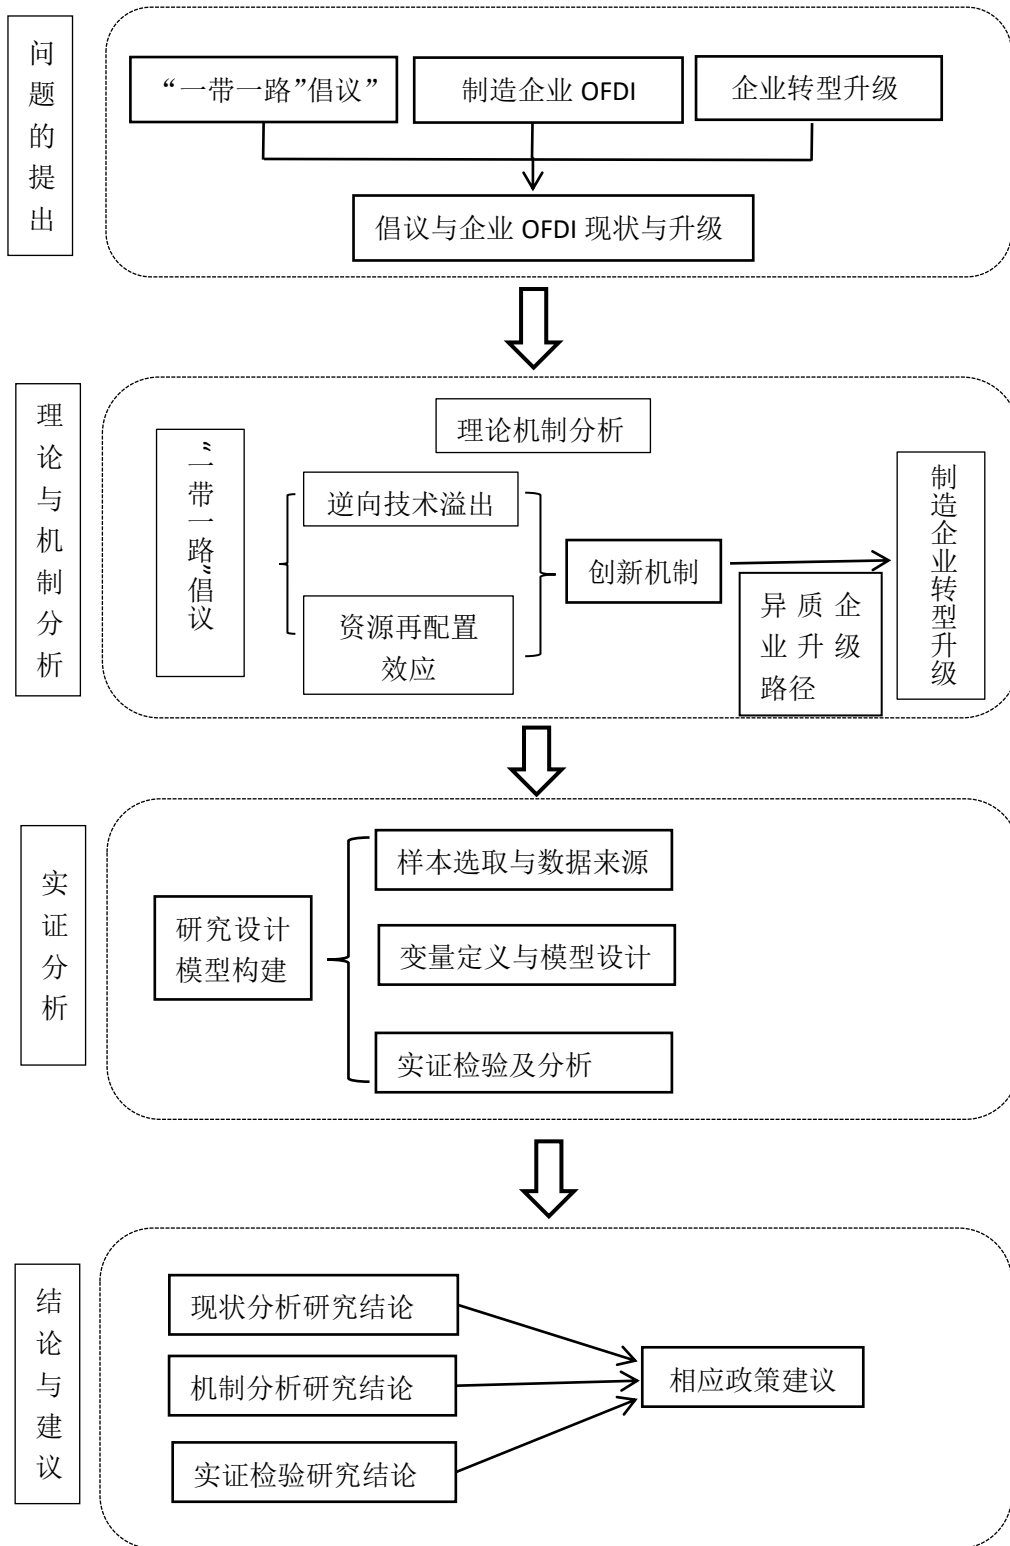 问题的提出
“一带一路”倡议”
制造企业 OFDI
企业转型升级
倡议与企业 OFDI 现状与升级
理论与机制分析
理论机制分析
“一带一路”倡议
逆向技术溢出
资源再配置
效应
创新机制
异质企
业升级
路径
制造企业转型升级
实证分析
研究设计
模型构建
样本选取与数据来源
变量定义与模型设计
实证检验及分析
结论与建议
现状分析研究结论
机制分析研究结论
实证检验研究结论
相应政策建议